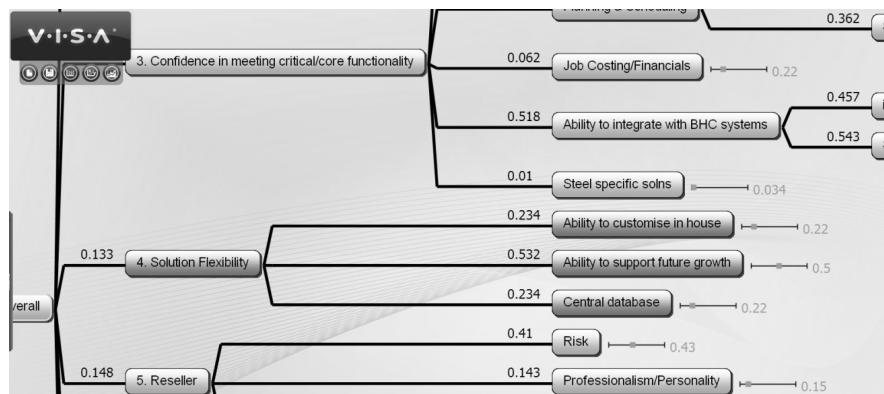 Planning & Scheduling
0.362
V·I·S·A
3. Confidence in meeting critical/core functionality
0.062
Job Costing/Financials
0.22
0.518
Ability to integrate with BHC systems
0.457
0.543
0.01
Steel specific solns
0.034
0.234
Ability to customise in house
0.22
0.133
4. Solution Flexibility
0.532
Ability to support future growth
0.5
verall
0.234
Central database
0.22
0.41
Risk
0.43
0.148
5. Reseller
0.143
Professionalism/Personality
0.15